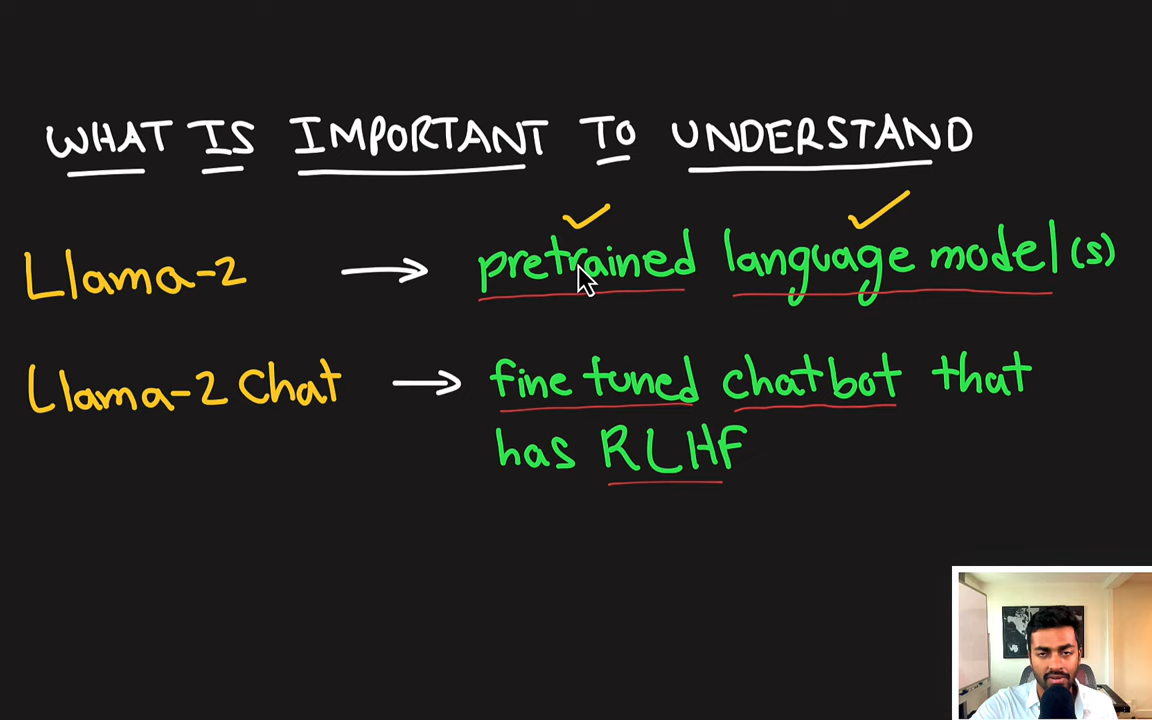 WHAT IS IMPORTANT TO UNDERSTAND
Llama-2 → pretrained language model(s)
Llama-2 Chat → fine tuned chatbot that
has RLHF